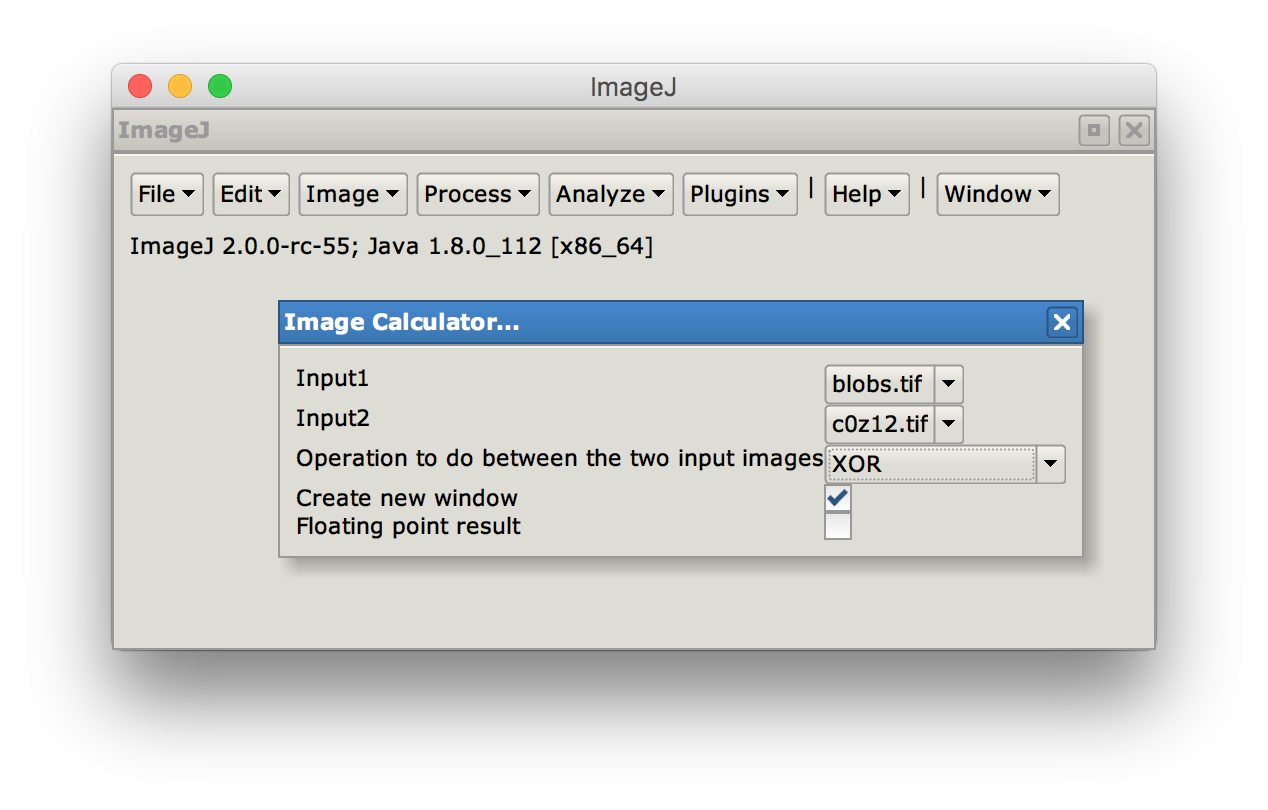 ImageJ
ImageJ
File Edit Image Process Analyze Plugins | Help | Window
ImageJ 2.0.0-rc-55; Java 1.8.0_112 [x86_64]
Image Calculator...
Input1 blobs.tif
Input2 c0z12.tif
Operation to do between the two input images XOR
Create new window
Floating point result